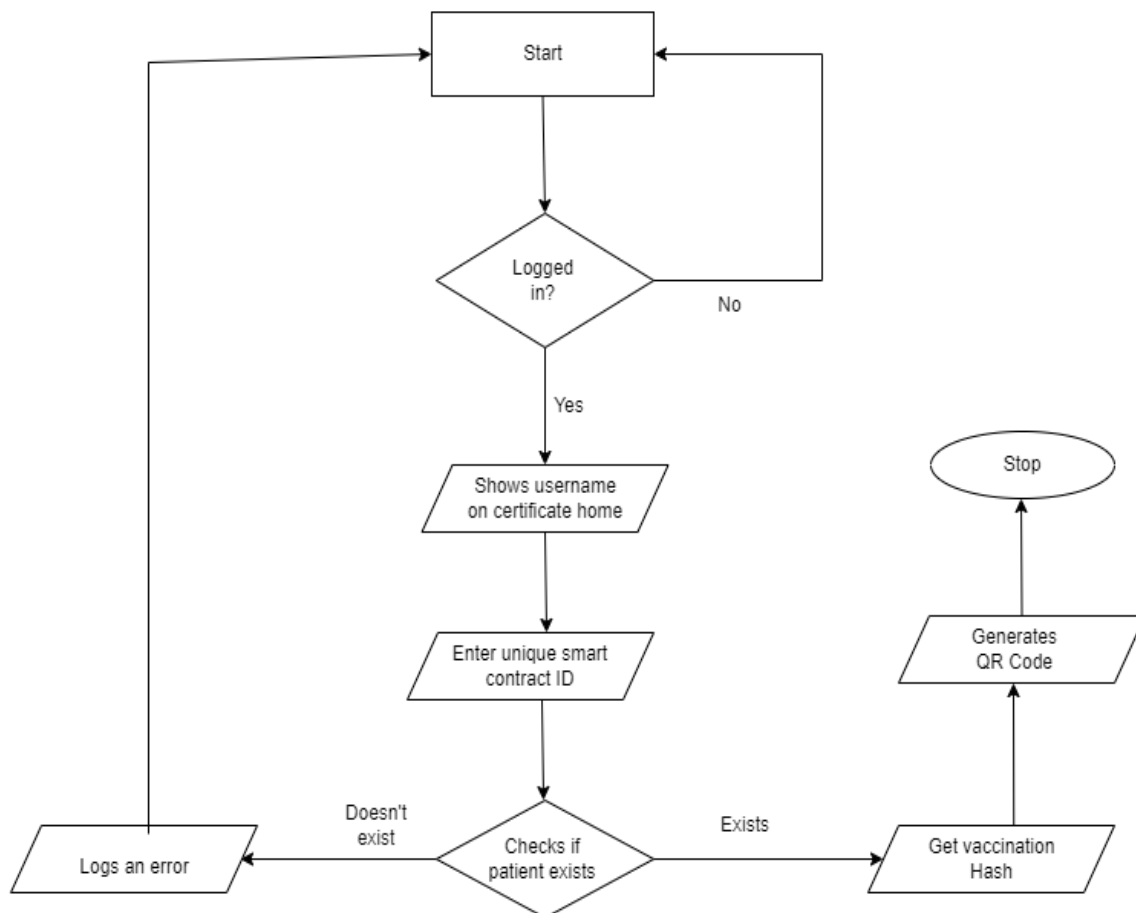 Start
Logged
in?
No
Yes
Shows username
on certificate home
Stop
Enter unique smart
contract ID
Generates
QR Code
Doesn't
exist
Exists
Checks if
patient exists
Logs an error
Get vaccination
Hash